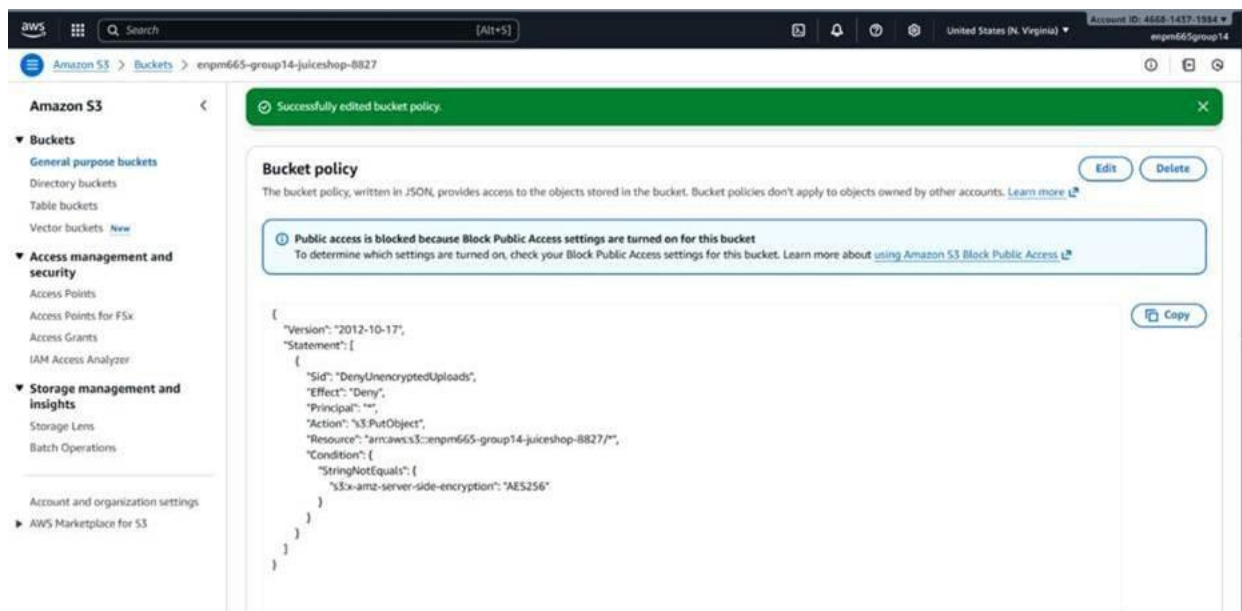 aws
Search
[Alt+S]
United States (N. Virginia)
Account ID: 4668-1437-1984
enpm665group14
Amazon S3 > Buckets > enpm665-group14-juiceshop-8827
Amazon S3
Buckets
General purpose buckets
Directory buckets
Table buckets
Vector buckets New
Access management and
security
Access Points
Access Points for FSx
Access Grants
IAM Access Analyzer
Storage management and
insights
Storage Lens
Batch Operations
Account and organization settings
AWS Marketplace for S3
Successfully edited bucket policy.
Bucket policy
Edit
Delete
The bucket policy, written in JSON, provides access to the objects stored in the bucket. Bucket policies don't apply to objects owned by other accounts. Learn more
Public access is blocked because Block Public Access settings are turned on for this bucket
To determine which settings are turned on, check your Block Public Access settings for this bucket. Learn more about using Amazon S3 Block Public Access
Copy
{
"Version": "2012-10-17",
"Statement": [
{
"Sid": "DenyUnencryptedUploads",
"Effect": "Deny",
"Principal": "*",
"Action": "s3:PutObject",
"Resource": "arn:aws:s3:::enpm665-group14-juiceshop-8827/*",
"Condition": {
"StringNotEquals": {
"s3:x-amz-server-side-encryption": "AES256"
}
}
}
]
}